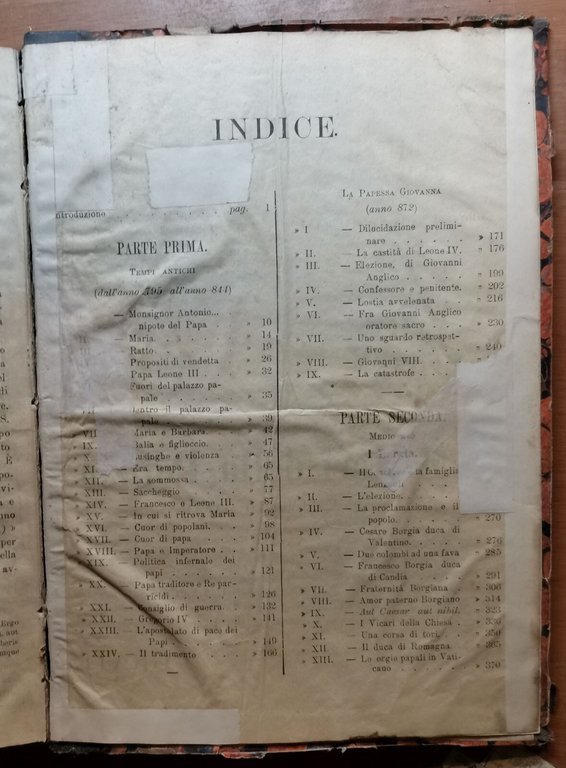 INDICE.
ntroduzione . . . . . . . pag. 1
PARTE PRIMA.
TEMPI ANTICHI
(dall'anno 795 all'anno 844)
— Monsignor Antonio...
nipote del Papa . » 10
— Maria. . . . . . » 14
Ratto. . . . . . » 19
Propositi di vendetta » 26
Papa Leone III . . » 32
Fuori del palazzo pa-
pale . . . . . . » 35
Dentro il palazzo pa-
pale . . . . . . » 39
» VII Maria e Barbara. » 42
» IX. Balia e figlioccio . » 47
» X. Lusinghe e violenza » 56
» XI. — Era tempo. . . . » 65
» XII. — La sommossa . . » 65
» XIII. — Saccheggio . . . » 77
» XIV. — Francesco e Leone III. » 87
» XV. — In cui si ritrova Maria » 92
» XVI. — Cuor di popolani. . » 98
» XVII. — Cuor di papa . . . » 104
» XVIII. — Papa e Imperatore . . » 111
» XIX. — Politica infernale dei
papi . . . . . . » 121
» XX. — Papa traditore e Re par-
ricidi . . . . . . » 126
» XXI. — Consiglio di guerra. . » 132
» XXII. — Gregorio IV . . . » 141
» XXIII. — L'apostolato di pace dei
Papi . . . . . . » 149
» XXIV. — Il tradimento . . » 166
LA PAPESSA GIOVANNA
(anno 872)
» I — Dilucidazione prelimi-
nare . . . . . . » 171
» II. — La castità di Leone IV. » 176
» III. — Elezione, di Giovanni
Anglico . . . . . » 199
» IV. — Confessore e penitente. » 202
» V. — Lostia avvelenata . . » 216
» VI. — Fra Giovanni Anglico
oratore sacro . . . » 230
» VII. — Uno sguardo retrospet-
tivo . . . . . . » 240
» VIII. — Giovanni VIII. . . »
» IX. — La catastrofe . . .
PARTE SECONDA.
MEDIO
» I. — Il famiglia
» II. — L'elezione.
» III. — La proclamazione e il
popolo. . . . . » 270
» IV. — Cesare Borgia duca di
Valentino. . . . » 276
» V. — Due colombi ad una fava » 285
» VI. — Francesco Borgia duca
di Candia . . . . » 291
» VII. — Fraternità Borgiana . » 306
» VIII. — Amor paterno Borgiano » 314
» IX. — Aut Caesar aut nihil. » 323
» X. — I Vicari della Chiesa . » 330
» XI. — Una corsa di tori. . » 350
» XII. — Il duca di Romagna. » 365
» XIII. — Le orgie papali in Vati-
cano . . . . . . » 370